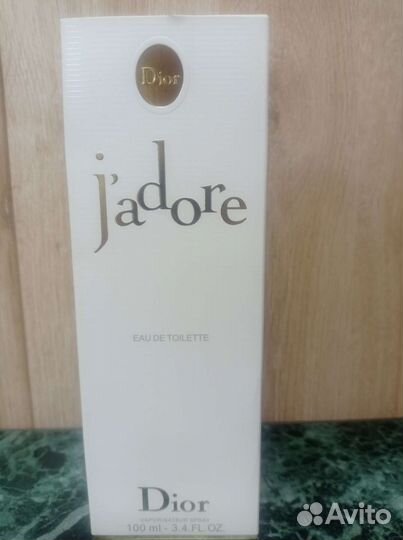 Dior
j'adore
EAU DE TOILETTE
Dior
VAPORISATEUR SPRAY
100 ml - 3.4.FL.OZ.
Avito